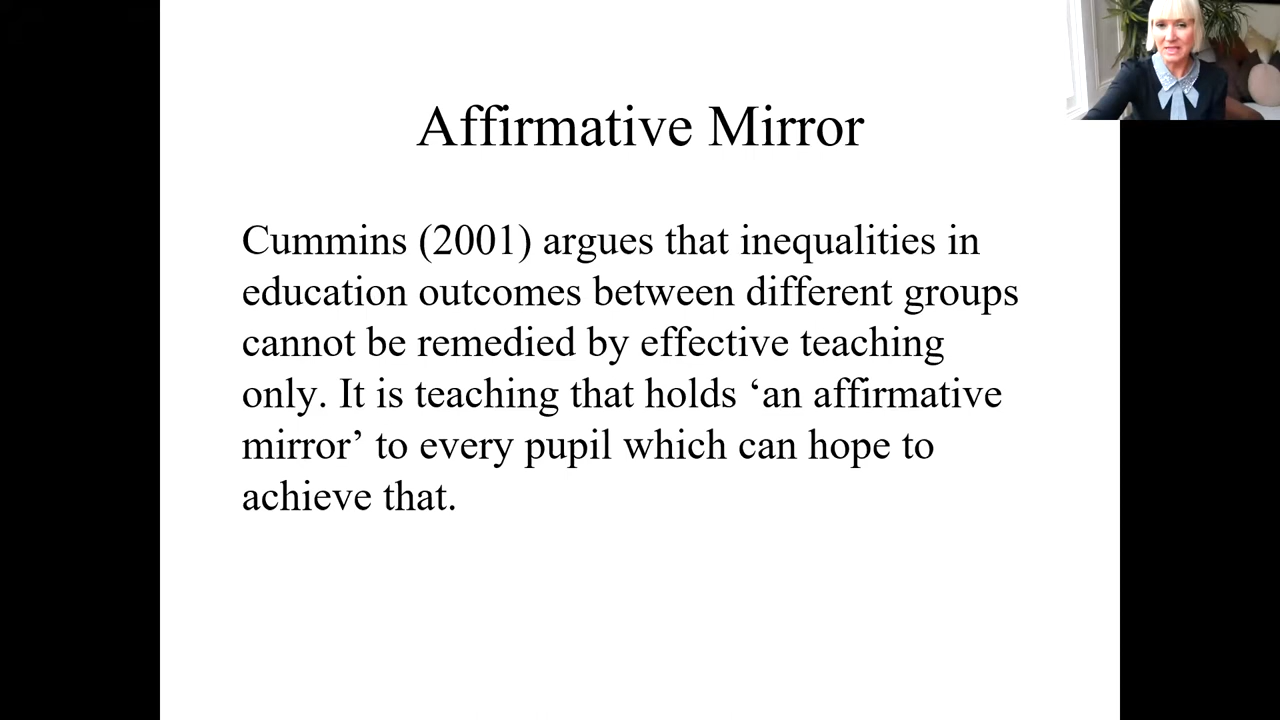 Affirmative Mirror
Cummins (2001) argues that inequalities in
education outcomes between different groups
cannot be remedied by effective teaching
only. It is teaching that holds ‘an affirmative
mirror’ to every pupil which can hope to
achieve that.